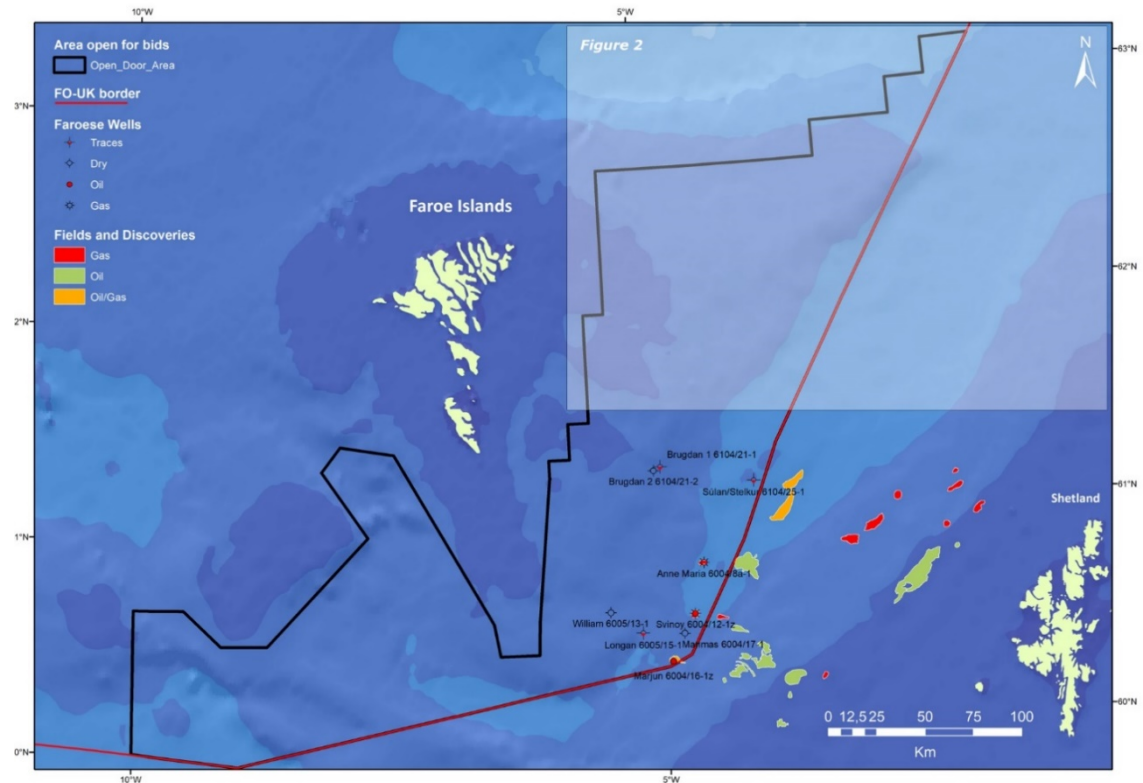 10°W
5°W
Area open for bids
Open_Door_Area
FO-UK border
Faroese Wells
Traces
Dry
Oil
Gas
Fields and Discoveries
Gas
Oil
Oil/Gas
Figure 2
N
63°N
3°N
Faroe Islands
62°N
2°N
Brugdan 1 6104/21-1
Brugdan 2 6104/21-2
Súlan/Stelkur 6104/25-1
61°N
Shetland
1°N
Anne Maria 6004/8a-1
William 6005/13-1
Svinoy 6004/12-1z
Longan 6005/15-1
Marimas 6004/17-1
Marjun 6004/16-1z
60°N
0 12,5 25 50 75 100
Km
0°N
10°W
5°W